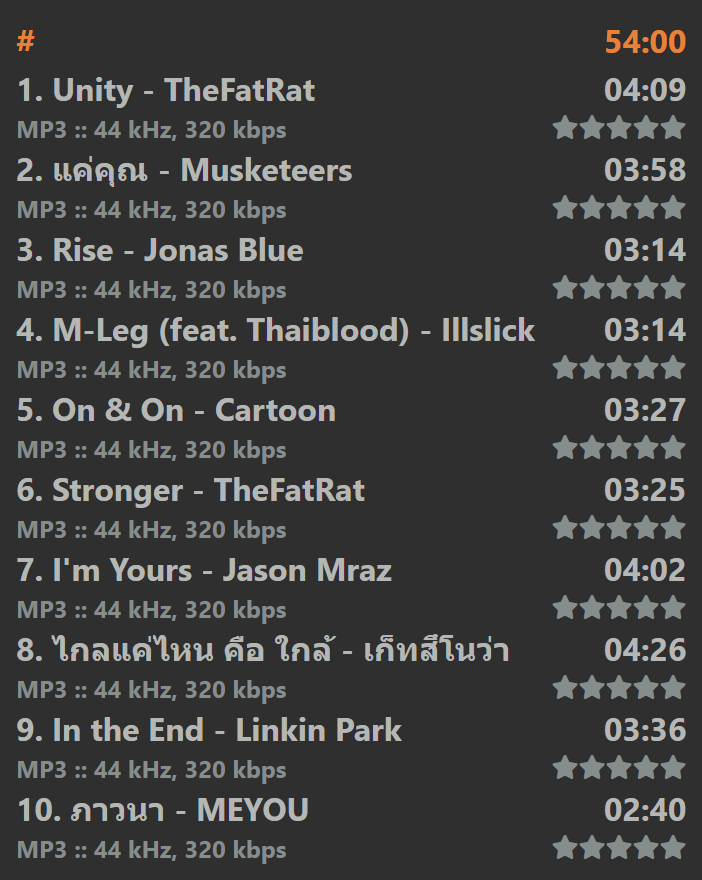 # 54:00
1. Unity - TheFatRat 04:09
MP3 :: 44 kHz, 320 kbps
2. แค่คุณ - Musketeers 03:58
MP3 :: 44 kHz, 320 kbps
3. Rise - Jonas Blue 03:14
MP3 :: 44 kHz, 320 kbps
4. M-Leg (feat. Thaiblood) - Illslick 03:14
MP3 :: 44 kHz, 320 kbps
5. On & On - Cartoon 03:27
MP3 :: 44 kHz, 320 kbps
6. Stronger - TheFatRat 03:25
MP3 :: 44 kHz, 320 kbps
7. I'm Yours - Jason Mraz 04:02
MP3 :: 44 kHz, 320 kbps
8. ไกลแค่ไหน คือ ใกล้ - เก็ทสึโนว่า 04:26
MP3 :: 44 kHz, 320 kbps
9. In the End - Linkin Park 03:36
MP3 :: 44 kHz, 320 kbps
10. ภาวนา - MEYOU 02:40
MP3 :: 44 kHz, 320 kbps